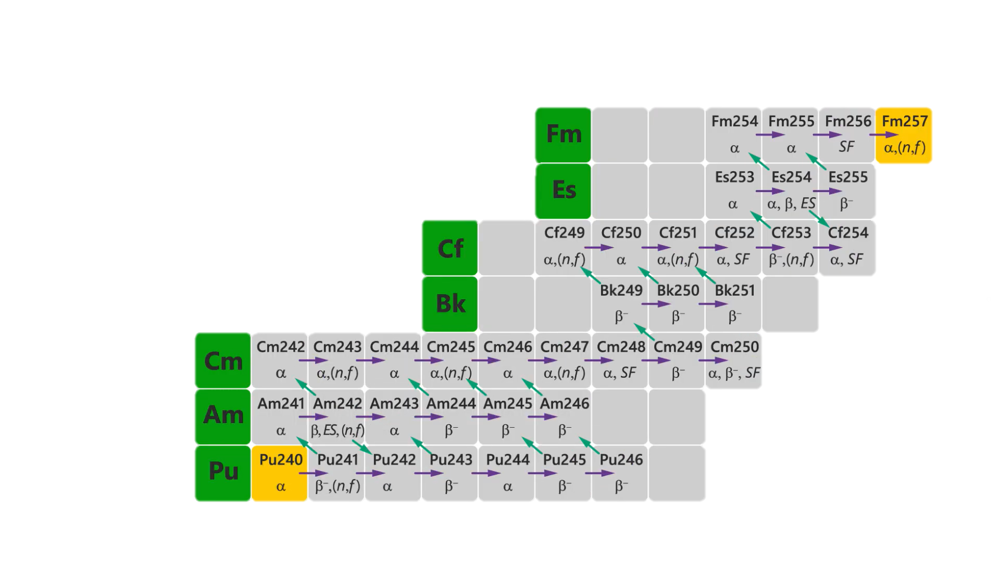 Fm
Fm254 Fm255 Fm256 Fm257
α α SF α,(n,f)
Es
Es253 Es254 Es255
α α, β, ES β⁻
Cf
Cf249 Cf250 Cf251 Cf252 Cf253 Cf254
α,(n,f) α α,(n,f) α, SF β⁻,(n,f) α, SF
Bk
Bk249 Bk250 Bk251
β⁻ β⁻ β⁻
Cm
Cm242 Cm243 Cm244 Cm245 Cm246 Cm247 Cm248 Cm249 Cm250
α α,(n,f) α α,(n,f) α α,(n,f) α, SF β⁻ α, β⁻, SF
Am
Am241 Am242 Am243 Am244 Am245 Am246
α β, ES, (n,f) α β⁻ β⁻ β⁻
Pu
Pu240 Pu241 Pu242 Pu243 Pu244 Pu245 Pu246
α β⁻,(n,f) α β⁻ α β⁻ β⁻